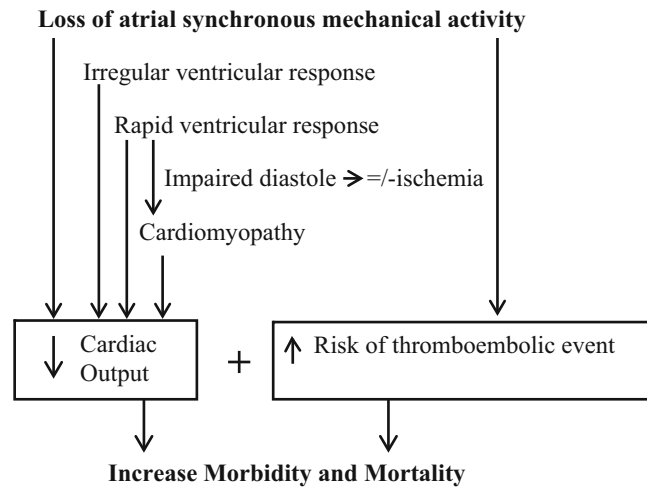 Loss of atrial synchronous mechanical activity
Irregular ventricular response
Rapid ventricular response
Impaired diastole → =/-ischemia
Cardiomyopathy
↓ Cardiac
Output
+
↑ Risk of thromboembolic event
Increase Morbidity and Mortality